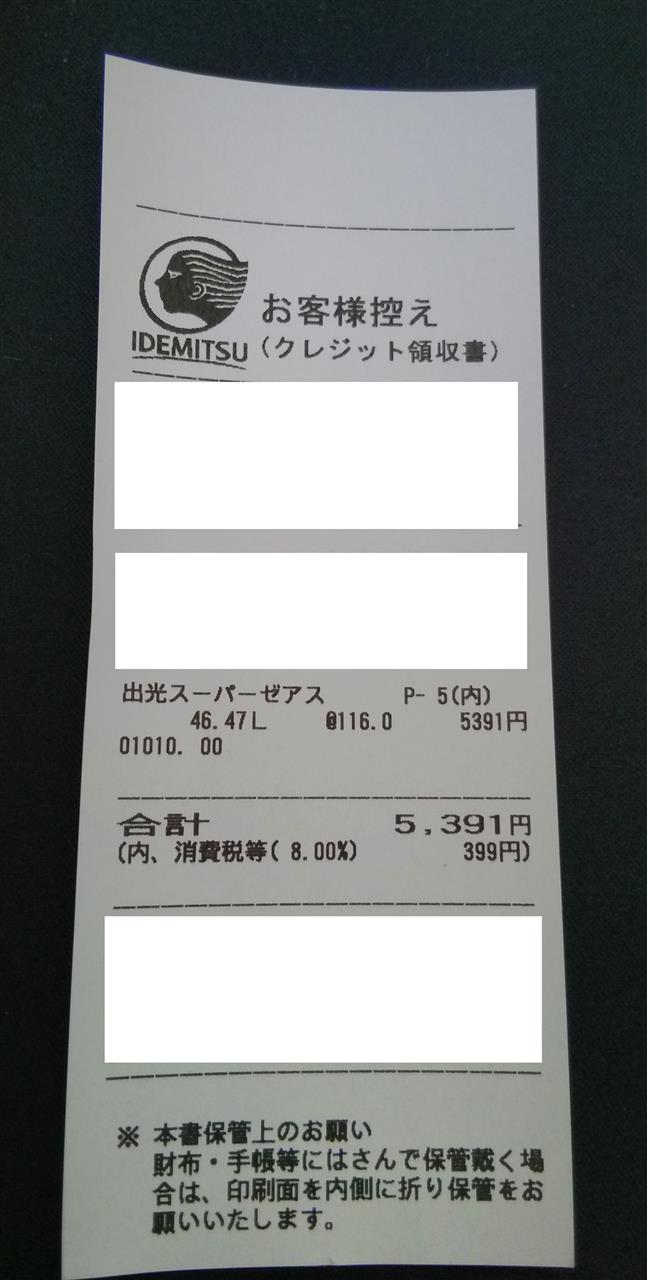 IDEMITSU
お客様控え
(クレジット領収書)
出光スーパーゼアス P- 5(内)
46.47L @116.0 5391円
01010. 00
合計 5,391円
(内、消費税等( 8.00%) 399円)
※ 本書保管上のお願い
財布・手帳等にはさんで保管戴く場
合は、印刷面を内側に折り保管をお
願いいたします。